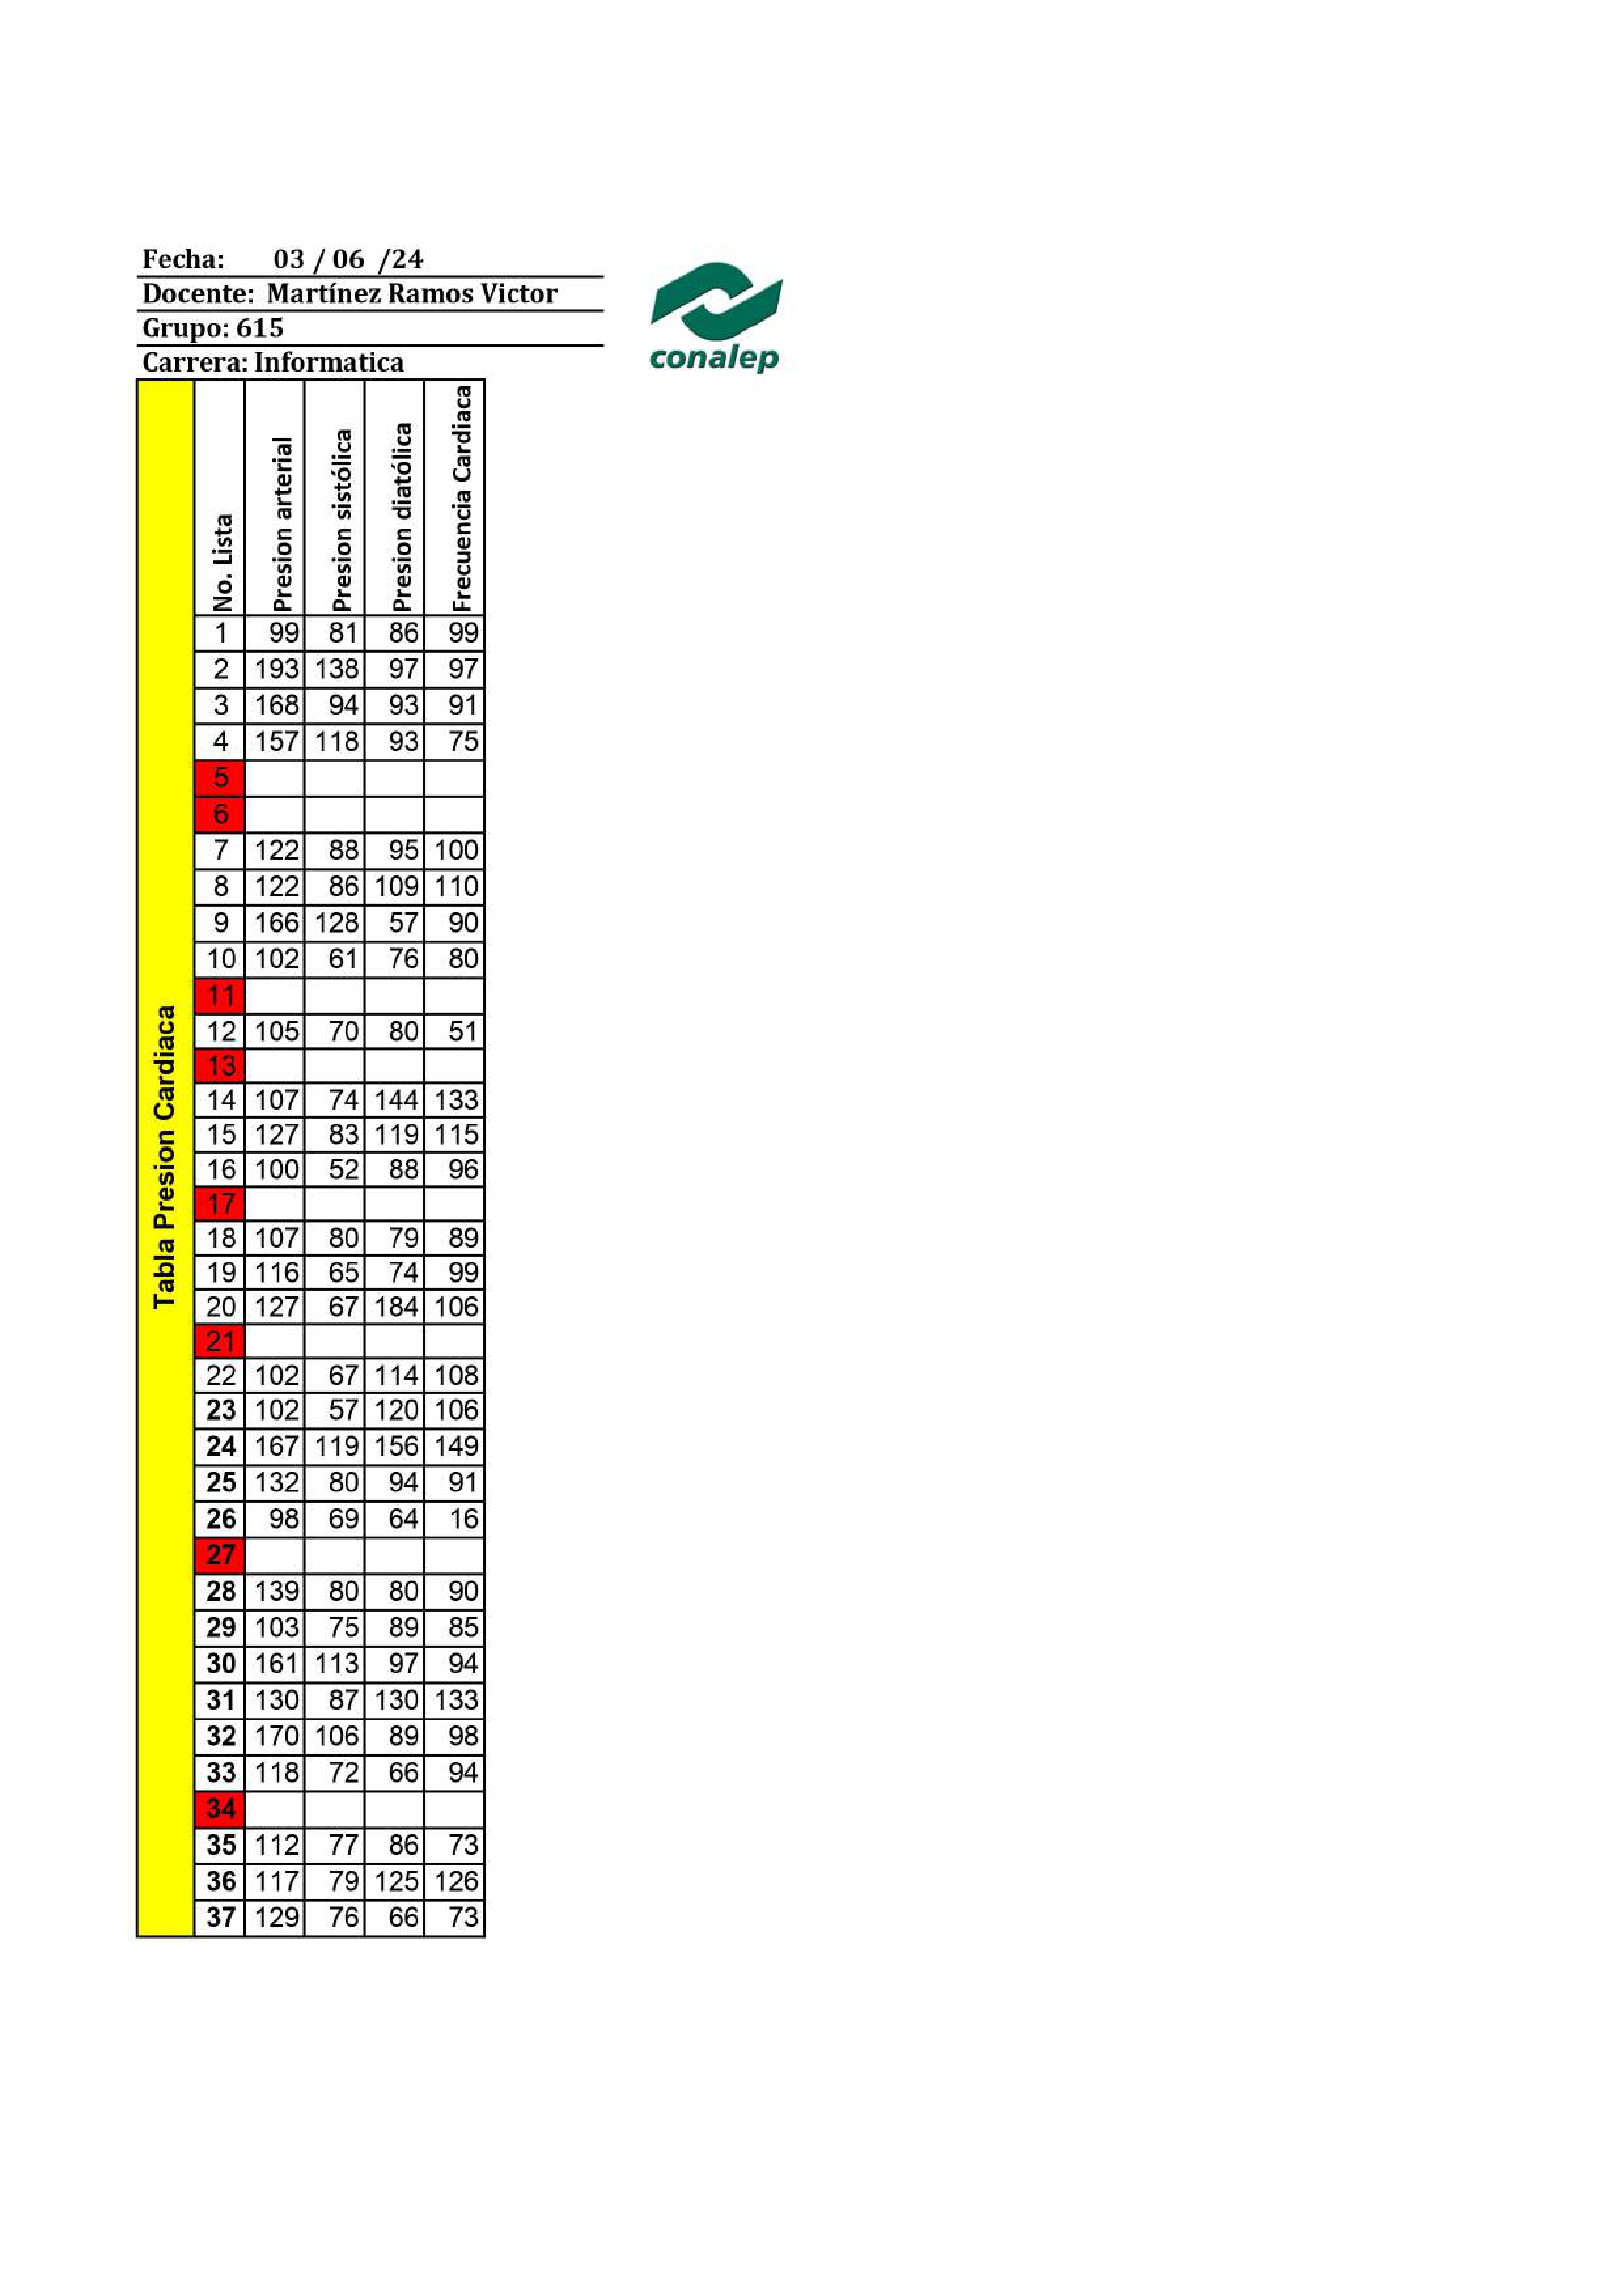 Fecha: 03 / 06 /24
Docente: Martínez Ramos Victor
Grupo: 615
Carrera: Informatica
conalep
Tabla Presion Cardiaca
No. Lista Presion arterial Presion sistólica Presion diatólica Frecuencia Cardiaca
1 99 81 86 99
2 193 138 97 97
3 168 94 93 91
4 157 118 93 75
5
6
7 122 88 95 100
8 122 86 109 110
9 166 128 57 90
10 102 61 76 80
11
12 105 70 80 51
13
14 107 74 144 133
15 127 83 119 115
16 100 52 88 96
17
18 107 80 79 89
19 116 65 74 99
20 127 67 184 106
21
22 102 67 114 108
23 102 57 120 106
24 167 119 156 149
25 132 80 94 91
26 98 69 64 16
27
28 139 80 80 90
29 103 75 89 85
30 161 113 97 94
31 130 87 130 133
32 170 106 89 98
33 118 72 66 94
34
35 112 77 86 73
36 117 79 125 126
37 129 76 66 73